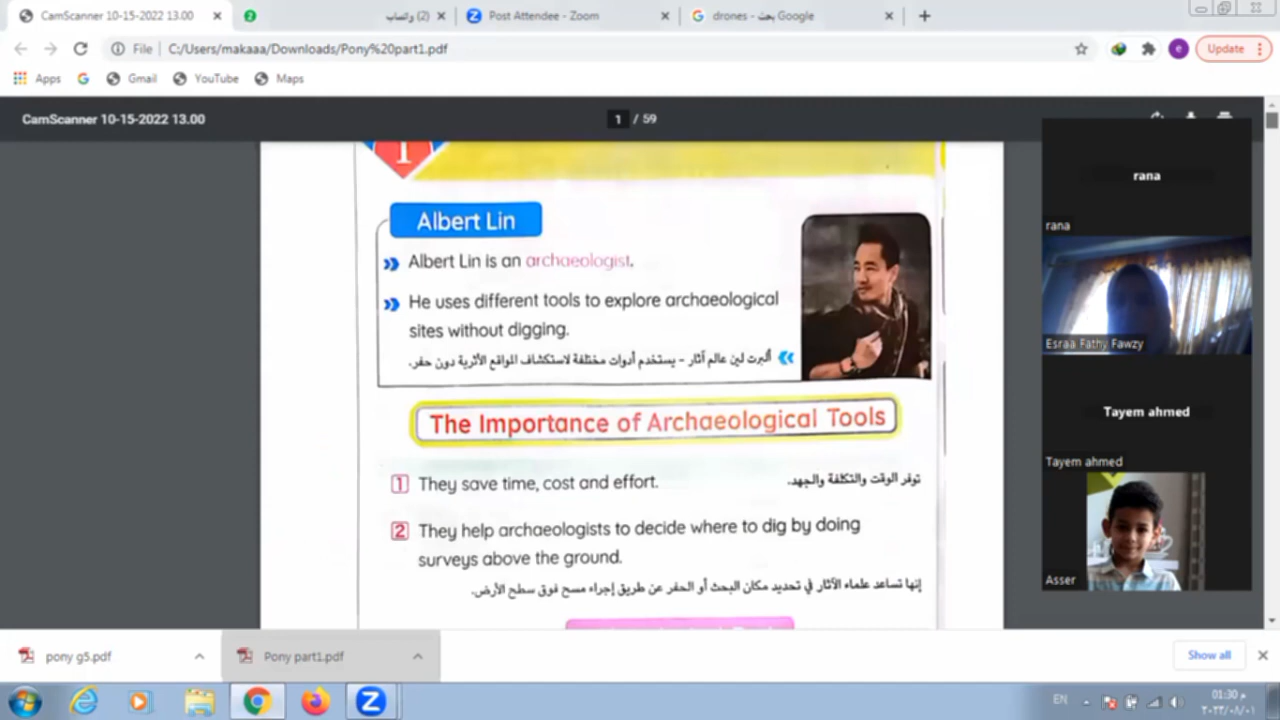 CamScanner 10-15-2022 13.00
(2) واتساب
Post Attendee - Zoom
drones - بحث Google
File
C:/Users/makaaa/Downloads/Pony%20part1.pdf
Update
Apps
Gmail
YouTube
Maps
CamScanner 10-15-2022 13.00
1 / 59
1
Albert Lin
Albert Lin is an archaeologist.
He uses different tools to explore archaeological
sites without digging.
ألبرت لين عالم آثار - يستخدم أدوات مختلفة لاستكشاف المواقع الأثرية دون حفر.
The Importance of Archaeological Tools
1 They save time, cost and effort.
توفر الوقت والتكلفة والجهد.
2 They help archaeologists to decide where to dig by doing
surveys above the ground.
إنها تساعد علماء الآثار في تحديد مكان البحث أو الحفر عن طريق إجراء مسح فوق سطح الأرض.
rana
rana
Esraa Fathy Fawzy
Tayem ahmed
Tayem ahmed
Asser
pony g5.pdf
Pony part1.pdf
Show all
EN
01:30 م
٢٠٢٣/٠٨/٠١